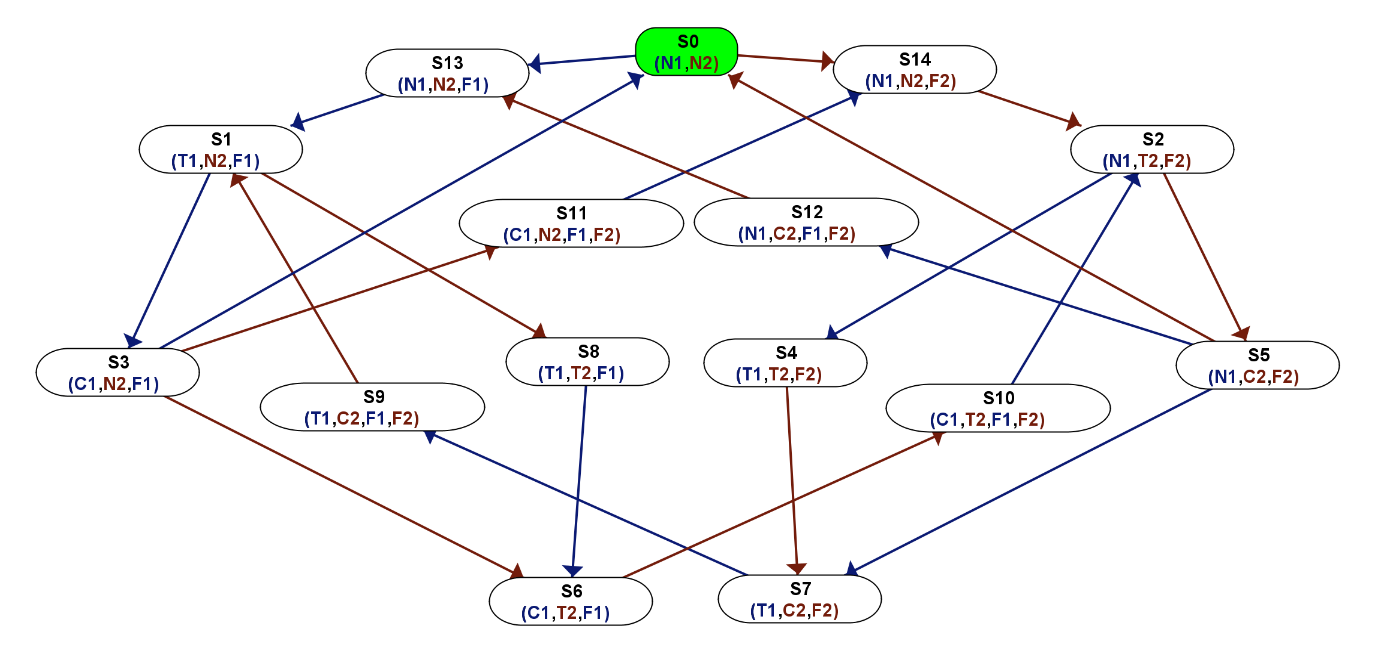 S0
(N1,N2)
S13
(N1,N2,F1)
S14
(N1,N2,F2)
S1
(T1,N2,F1)
S2
(N1,T2,F2)
S11
(C1,N2,F1,F2)
S12
(N1,C2,F1,F2)
S3
(C1,N2,F1)
S8
(T1,T2,F1)
S4
(T1,T2,F2)
S5
(N1,C2,F2)
S9
(T1,C2,F1,F2)
S10
(C1,T2,F1,F2)
S6
(C1,T2,F1)
S7
(T1,C2,F2)